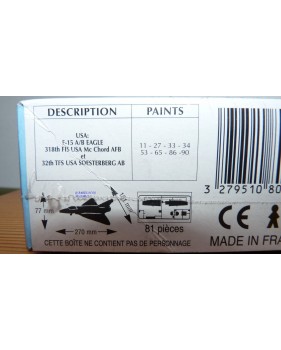 DESCRIPTION
PAINTS
USA:
F-15 A/B EAGLE
318th FIS USA Mc Chord AFB
et
32th TFS USA SOESTERBERG AB
11 - 27 - 33 - 34
53 - 65 - 86 -90
3 279510 80
77 mm
270 mm
81 pièces
CE
CETTE BOÎTE NE CONTIENT PAS DE PERSONNAGE
MADE IN FRA